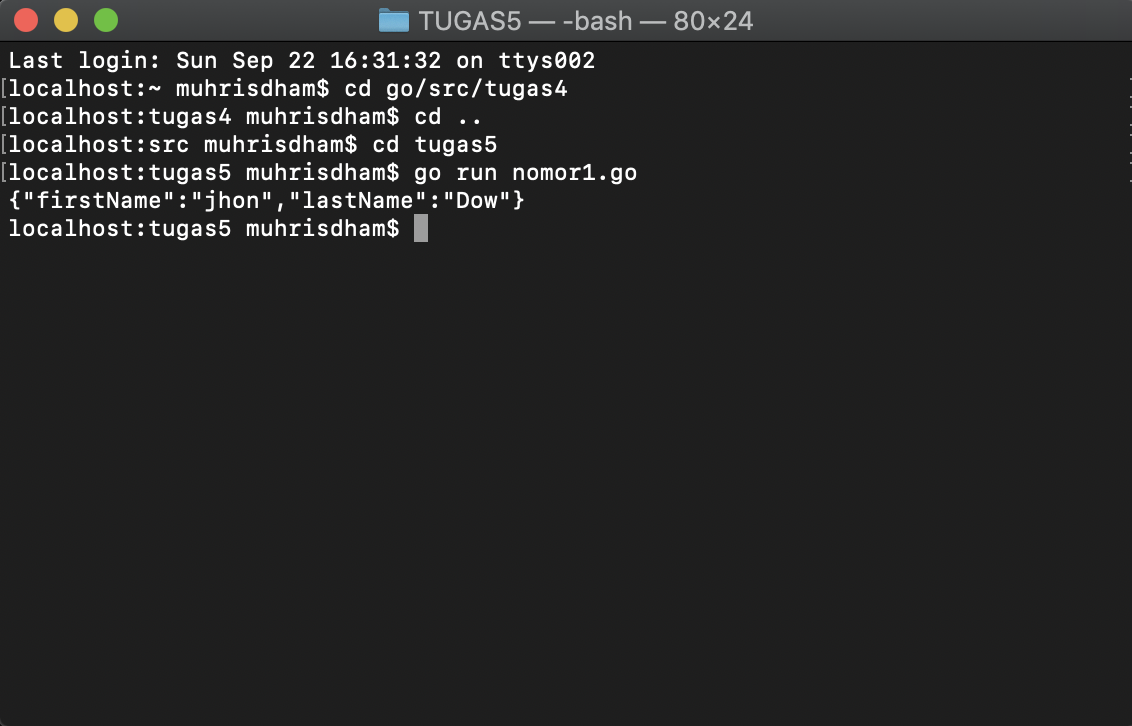 TUGAS5 — -bash — 80×24
Last login: Sun Sep 22 16:31:32 on ttys002
[localhost:~ muhrisdham$ cd go/src/tugas4
[localhost:tugas4 muhrisdham$ cd ..
[localhost:src muhrisdham$ cd tugas5
[localhost:tugas5 muhrisdham$ go run nomor1.go
{"firstName":"jhon","lastName":"Dow"}
localhost:tugas5 muhrisdham$